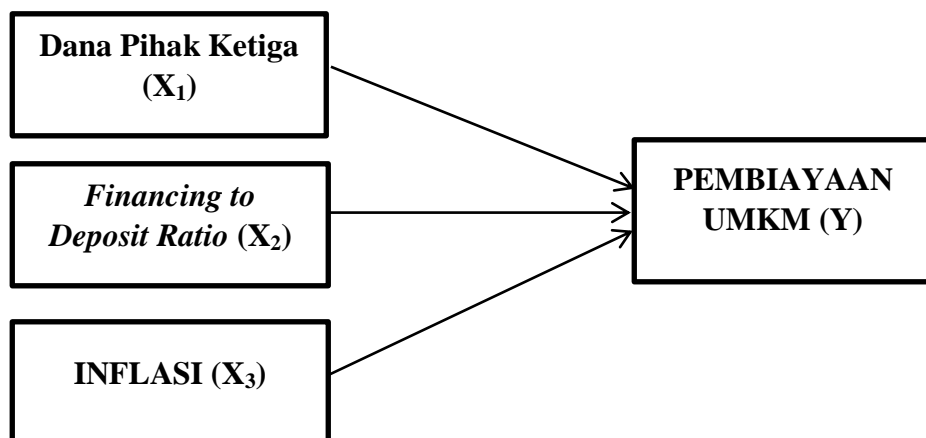 Dana Pihak Ketiga
(X₁)
Financing to
Deposit Ratio (X₂)
INFLASI (X₃)
PEMBIAYAAN
UMKM (Y)